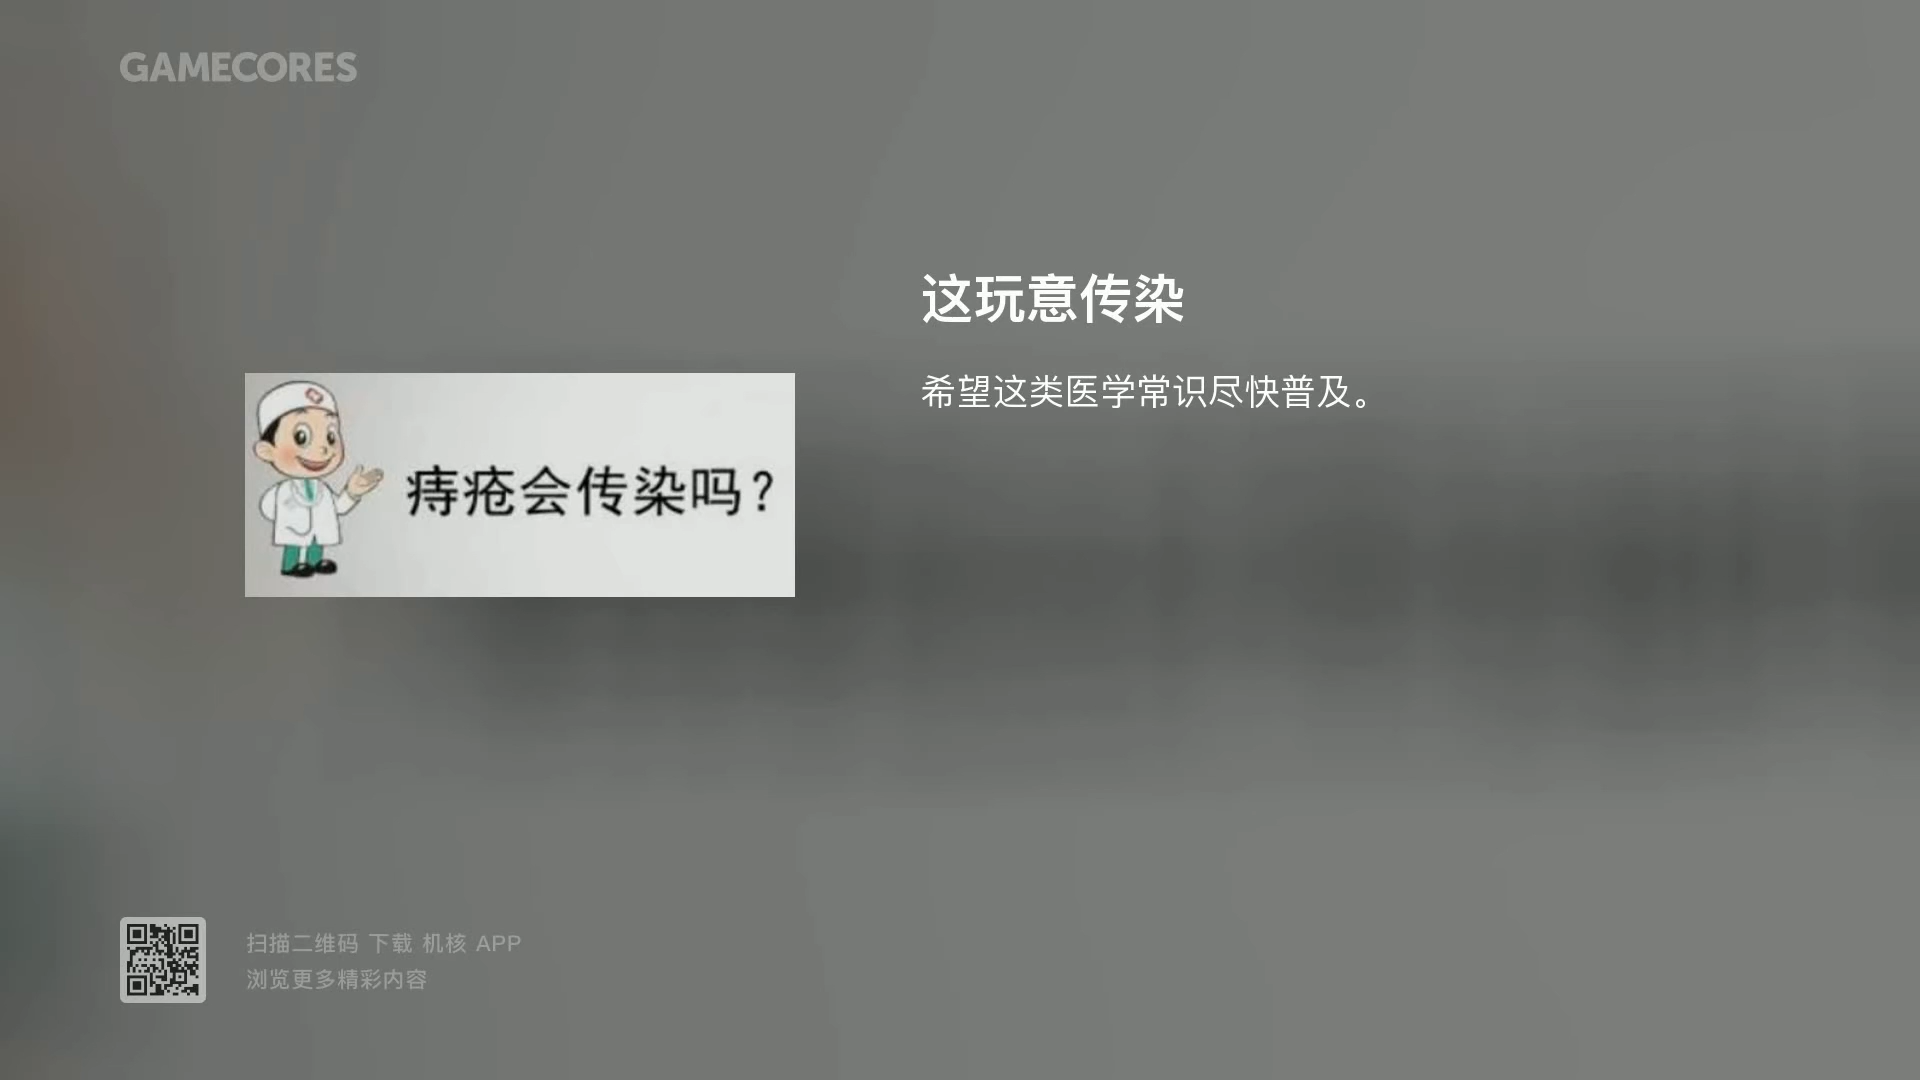 GAMECORES
这玩意传染
希望这类医学常识尽快普及。
痔疮会传染吗？
扫描二维码 下载 机核 APP
浏览更多精彩内容